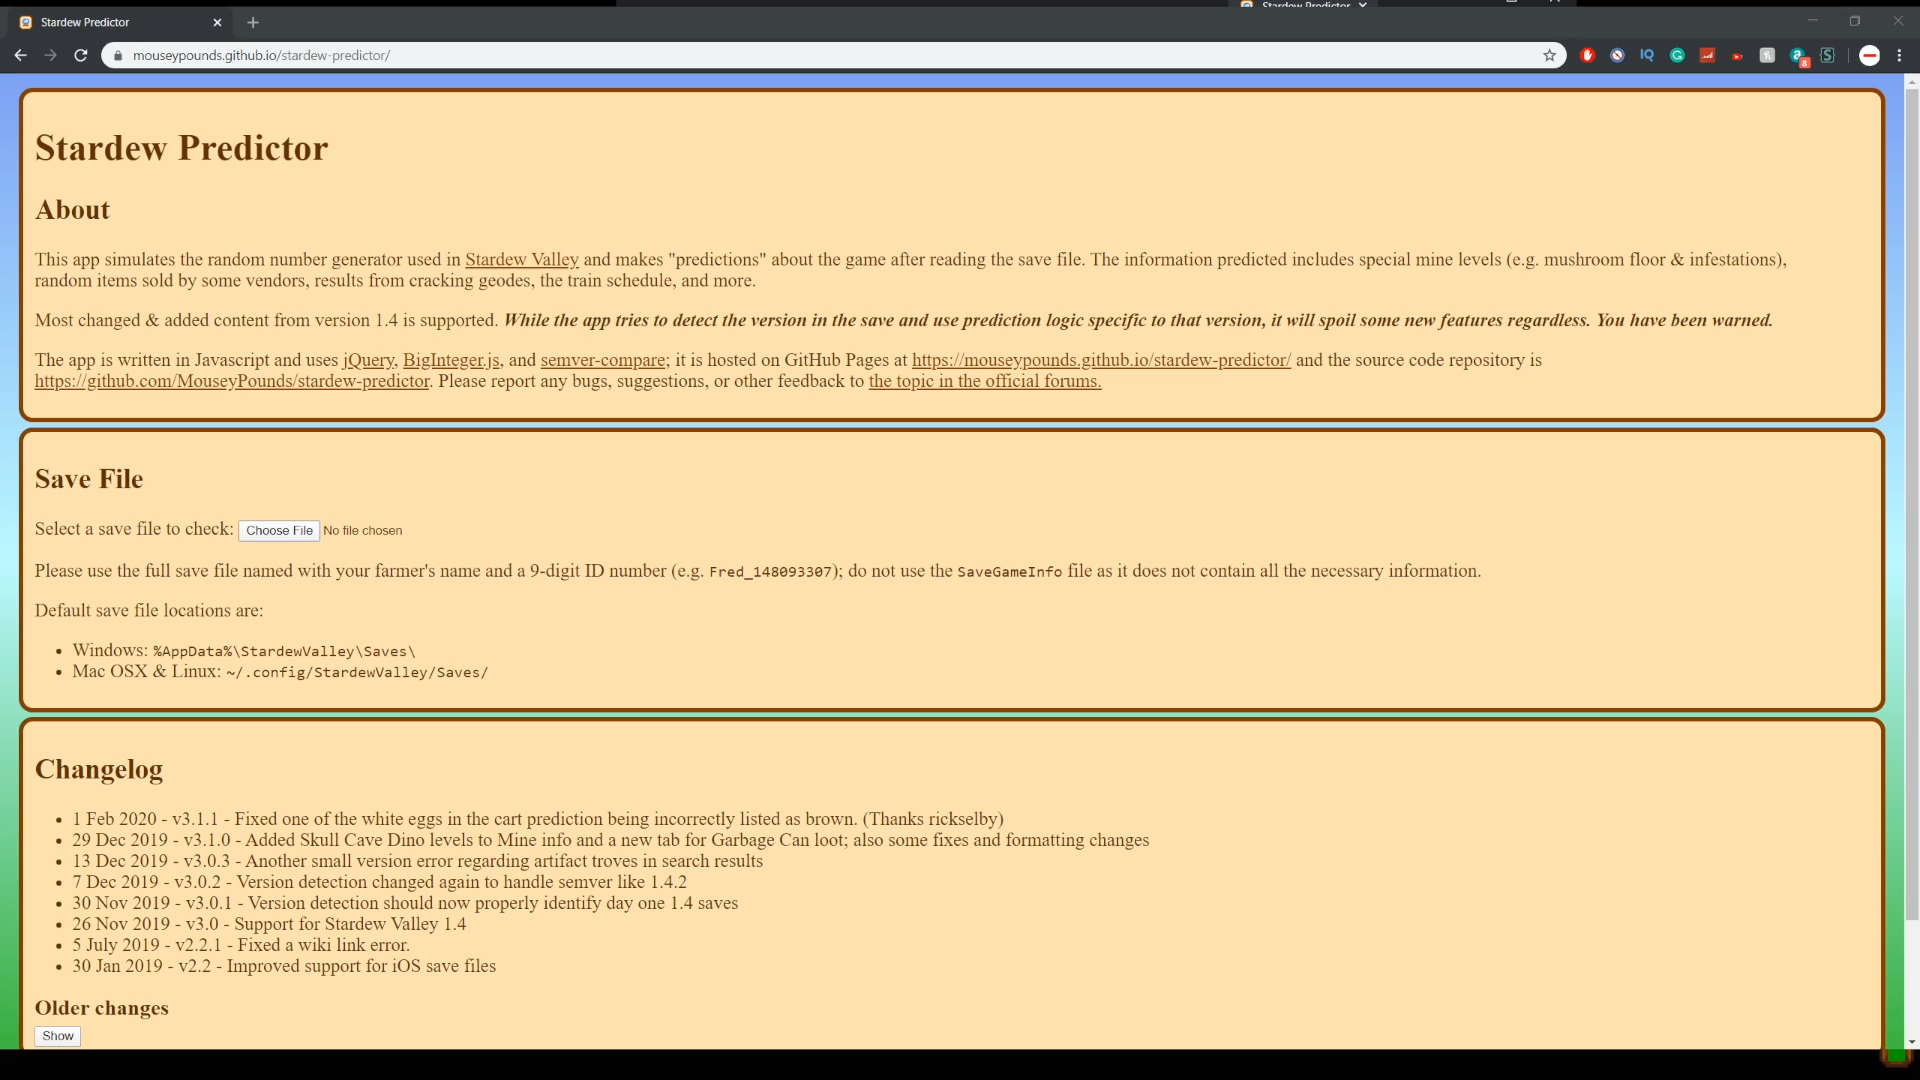 Stardew Predictor
Stardew Predictor
mouseypounds.github.io/stardew-predictor/
IQ
8
Stardew Predictor
About
This app simulates the random number generator used in Stardew Valley and makes "predictions" about the game after reading the save file. The information predicted includes special mine levels (e.g. mushroom floor & infestations),
random items sold by some vendors, results from cracking geodes, the train schedule, and more.
Most changed & added content from version 1.4 is supported. While the app tries to detect the version in the save and use prediction logic specific to that version, it will spoil some new features regardless. You have been warned.
The app is written in Javascript and uses jQuery, BigInteger.js, and semver-compare; it is hosted on GitHub Pages at https://mouseypounds.github.io/stardew-predictor/ and the source code repository is
https://github.com/MouseyPounds/stardew-predictor. Please report any bugs, suggestions, or other feedback to the topic in the official forums.
Save File
Select a save file to check: Choose File No file chosen
Please use the full save file named with your farmer's name and a 9-digit ID number (e.g. Fred_148093307); do not use the SaveGameInfo file as it does not contain all the necessary information.
Default save file locations are:
• Windows: %AppData%\StardewValley\Saves\
• Mac OSX & Linux: ~/.config/StardewValley/Saves/
Changelog
• 1 Feb 2020 - v3.1.1 - Fixed one of the white eggs in the cart prediction being incorrectly listed as brown. (Thanks rickselby)
• 29 Dec 2019 - v3.1.0 - Added Skull Cave Dino levels to Mine info and a new tab for Garbage Can loot; also some fixes and formatting changes
• 13 Dec 2019 - v3.0.3 - Another small version error regarding artifact troves in search results
• 7 Dec 2019 - v3.0.2 - Version detection changed again to handle semver like 1.4.2
• 30 Nov 2019 - v3.0.1 - Version detection should now properly identify day one 1.4 saves
• 26 Nov 2019 - v3.0 - Support for Stardew Valley 1.4
• 5 July 2019 - v2.2.1 - Fixed a wiki link error.
• 30 Jan 2019 - v2.2 - Improved support for iOS save files
Older changes
Show